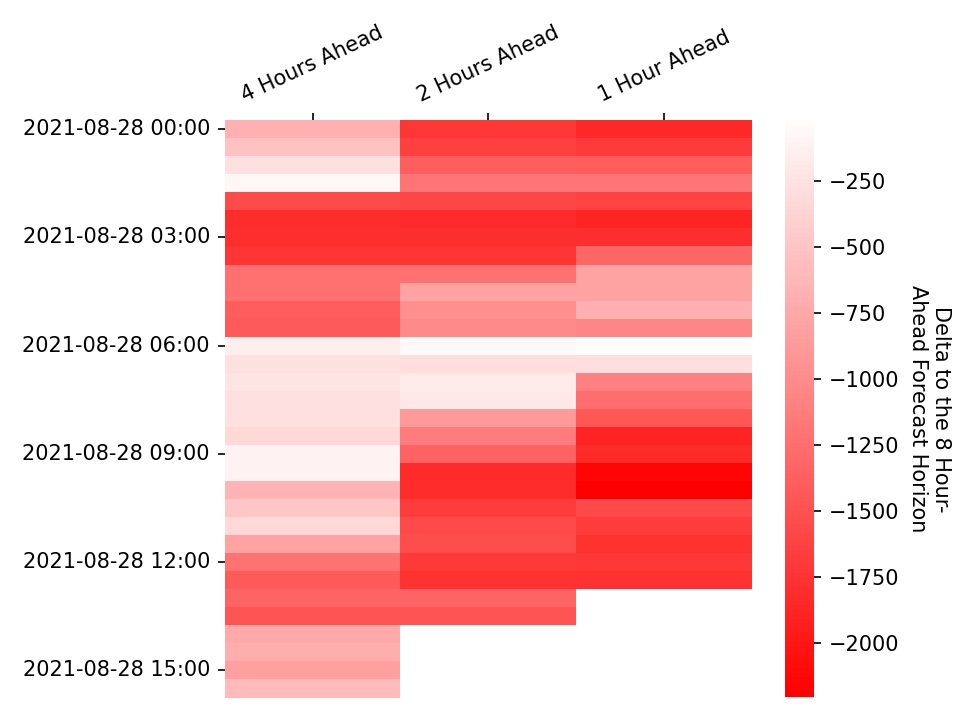 4 Hours Ahead
2 Hours Ahead
1 Hour Ahead
2021-08-28 00:00
2021-08-28 03:00
2021-08-28 06:00
2021-08-28 09:00
2021-08-28 12:00
2021-08-28 15:00
−250
−500
−750
−1000
−1250
−1500
−1750
−2000
Delta to the 8 Hour-
Ahead Forecast Horizon